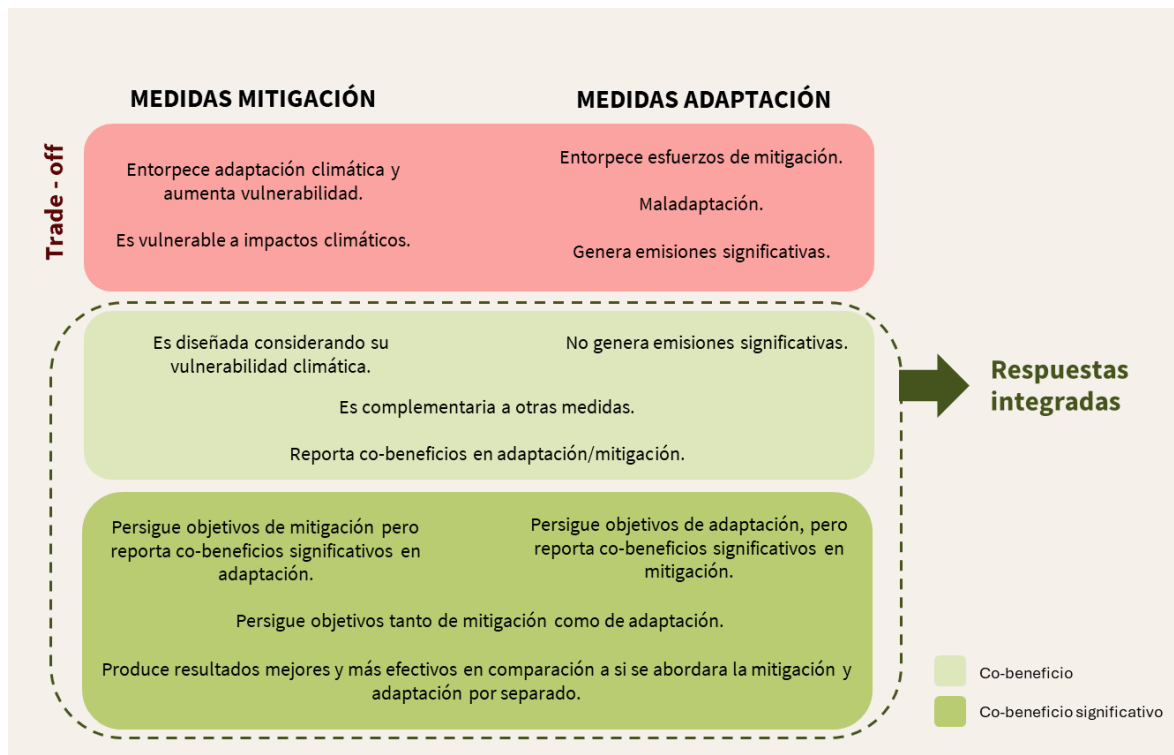 MEDIDAS MITIGACIÓN
MEDIDAS ADAPTACIÓN
Trade - off
Entorpece adaptación climática y
aumenta vulnerabilidad.
Es vulnerable a impactos climáticos.
Entorpece esfuerzos de mitigación.
Maladaptación.
Genera emisiones significativas.
Es diseñada considerando su
vulnerabilidad climática.
No genera emisiones significativas.
Es complementaria a otras medidas.
Reporta co-beneficios en adaptación/mitigación.
Respuestas
integradas
Persigue objetivos de mitigación pero
reporta co-beneficios significativos en
adaptación.
Persigue objetivos de adaptación, pero
reporta co-beneficios significativos en
mitigación.
Persigue objetivos tanto de mitigación como de adaptación.
Produce resultados mejores y más efectivos en comparación a si se abordara la mitigación y
adaptación por separado.
Co-beneficio
Co-beneficio significativo